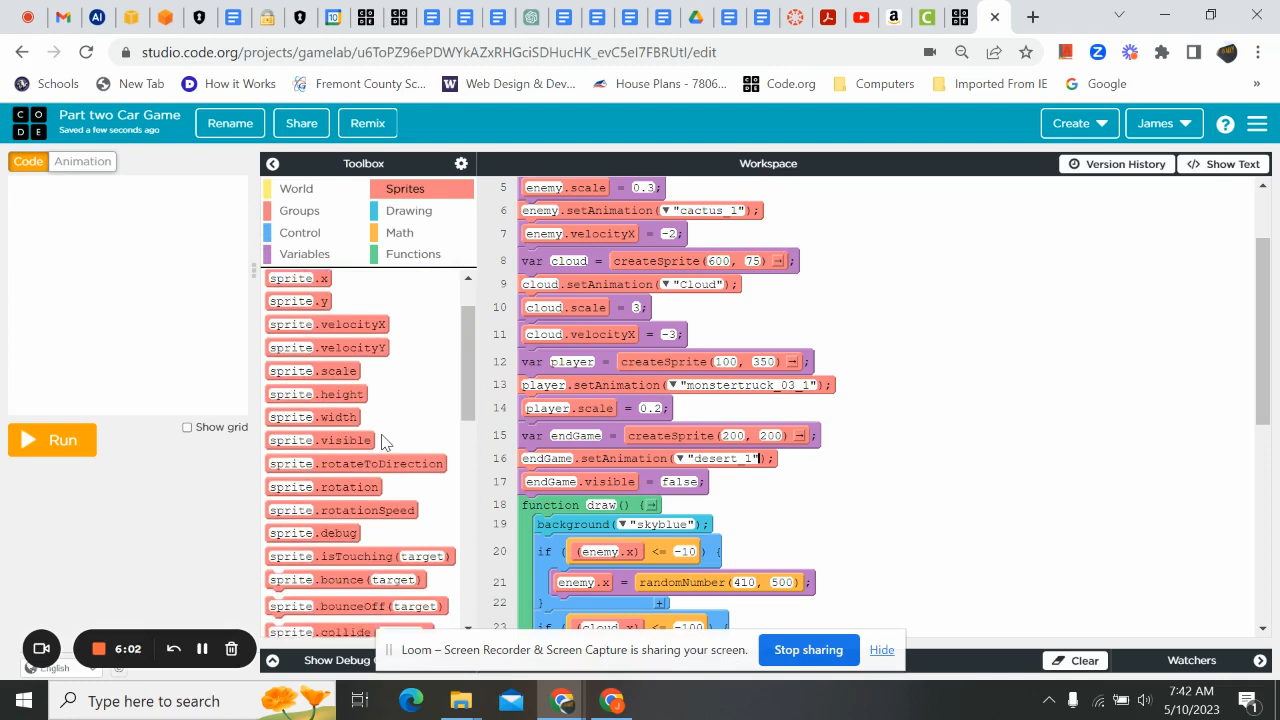 studio.code.org/projects/gamelab/u6ToPZ96ePDWYkAZxRHGciSDHucHK_evC5eI7FBRUtI/edit
Schools
New Tab
How it Works
Fremont County Sc...
Web Design & Dev...
House Plans - 7806...
Code.org
Computers
Imported From IE
Google
»
CODE
Part two Car Game
Saved a few seconds ago
Rename
Share
Remix
Create
James
Code
Animation
Toolbox
Workspace
Version History
</> Show Text
World
Sprites
Groups
Drawing
Control
Math
Variables
Functions
sprite.x
sprite.y
sprite.velocityX
sprite.velocityY
sprite.scale
sprite.height
sprite.width
sprite.visible
sprite.rotateToDirection
sprite.rotation
sprite.rotationSpeed
sprite.debug
sprite.isTouching(target)
sprite.bounce(target)
sprite.bounceOff(target)
Run
Show grid
5 enemy.scale = 0.3;
6 enemy.setAnimation("cactus_1");
7 enemy.velocityX = -2;
8 var cloud = createSprite(600, 75);
9 cloud.setAnimation("Cloud");
10 cloud.scale = 3;
11 cloud.velocityX = -3;
12 var player = createSprite(100, 350);
13 player.setAnimation("monstertruck_03_1");
14 player.scale = 0.2;
15 var endGame = createSprite(200, 200);
16 endGame.setAnimation("desert_1");
17 endGame.visible = false;
18 function draw() {
19 background("skyblue");
20 if ((enemy.x) <= -10) {
21 enemy.x = randomNumber(410, 500);
22 }
23 if ((cloud.x) <= -100) {
6:02
Loom – Screen Recorder & Screen Capture is sharing your screen.
Stop sharing
Hide
English
Show Debug
Clear
Watchers
Type here to search
7:42 AM
5/10/2023
1